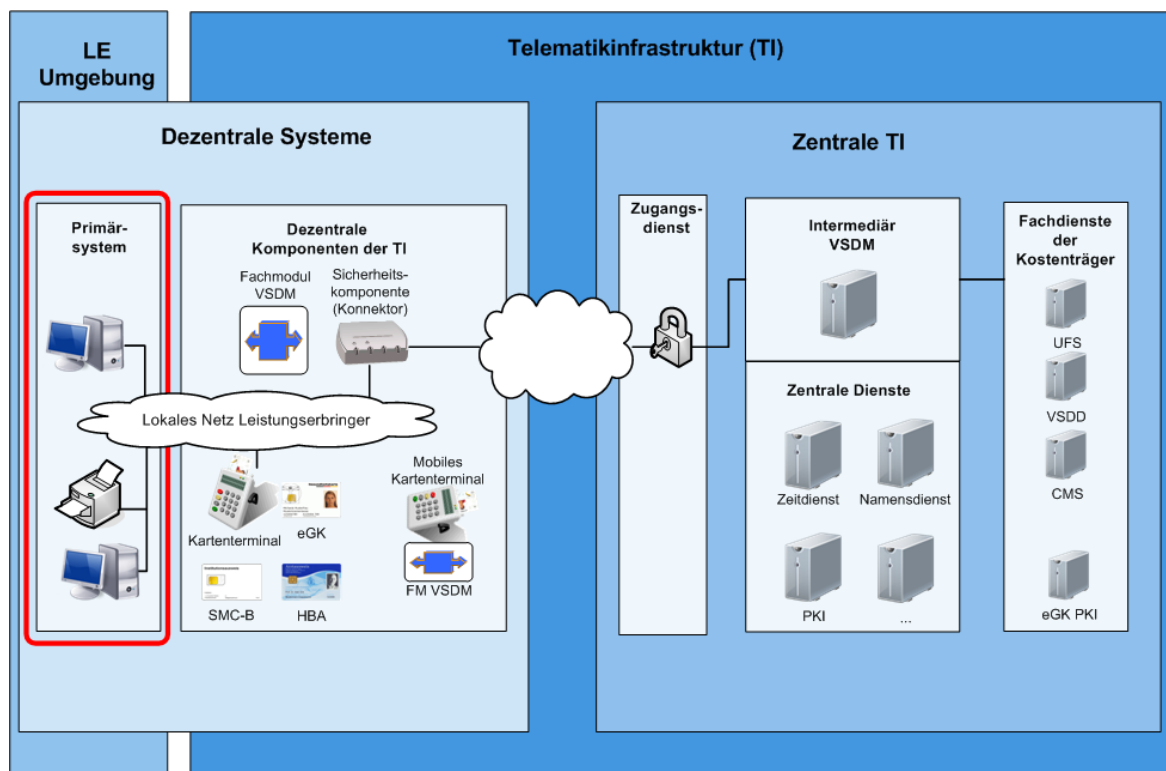 LE
Umgebung
Telematikinfrastruktur (TI)
Dezentrale Systeme
Zentrale TI
Primär-
system
Dezentrale
Komponenten der TI
Fachmodul
VSDM
Sicherheits-
komponente
(Konnektor)
Lokales Netz Leistungserbringer
Kartenterminal
eGK
Mobiles
Kartenterminal
FM VSDM
SMC-B
HBA
Zugangs-
dienst
Intermediär
VSDM
Zentrale Dienste
Zeitdienst
Namensdienst
PKI
...
Fachdienste
der
Kostenträger
UFS
VSDD
CMS
eGK PKI